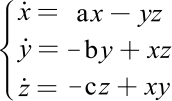 ẋ = ax − yz
ẏ = -by + xz
ż = -cz + xy